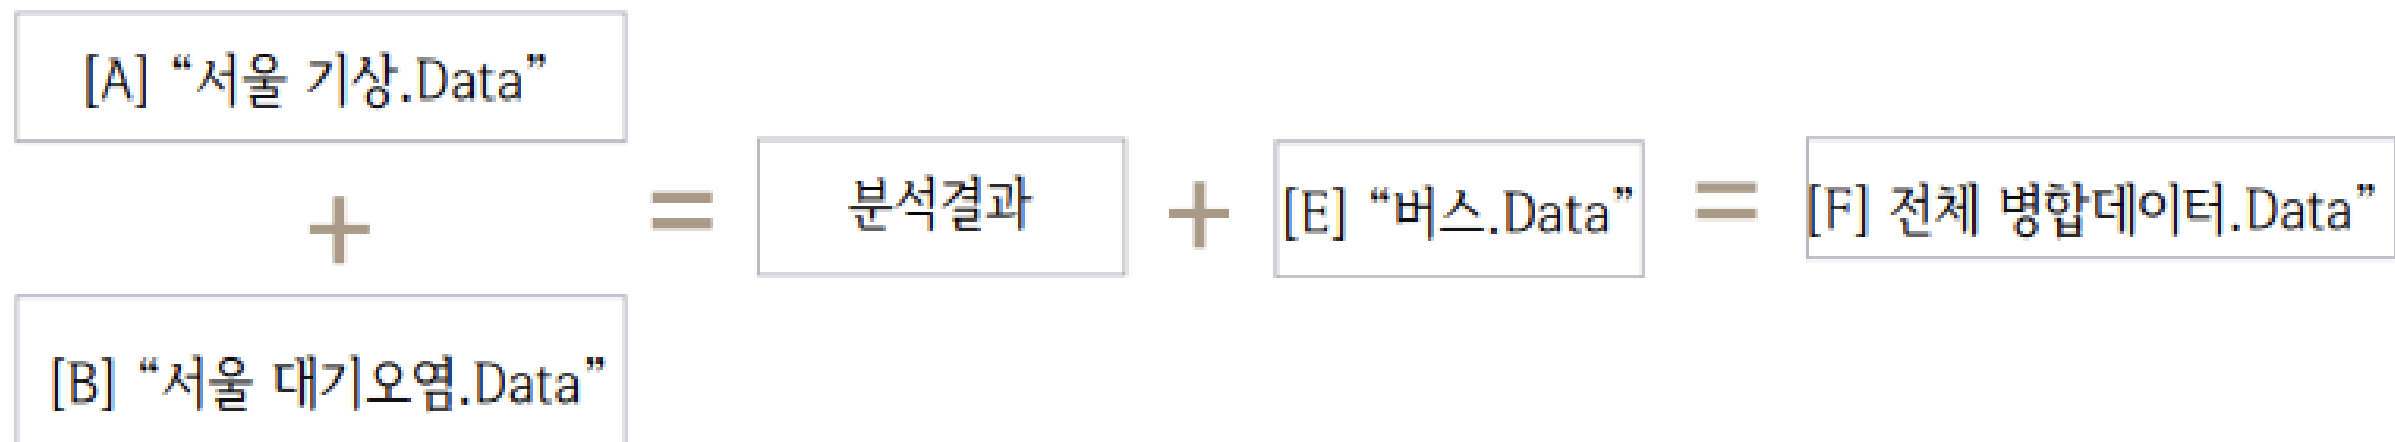 [A] “서울 기상.Data”
+
[B] “서울 대기오염.Data”
=
분석결과
+
[E] “버스.Data”
=
[F] 전체 병합데이터.Data”